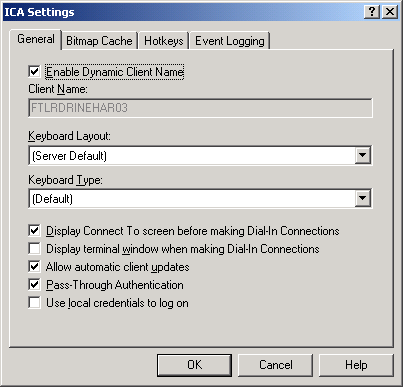 ICA Settings
General
Bitmap Cache
Hotkeys
Event Logging
Enable Dynamic Client Name
Client Name:
FTLRDRINEHAR03
Keyboard Layout:
(Server Default)
Keyboard Type:
(Default)
Display Connect To screen before making Dial-In Connections
Display terminal window when making Dial-In Connections
Allow automatic client updates
Pass-Through Authentication
Use local credentials to log on
OK
Cancel
Help